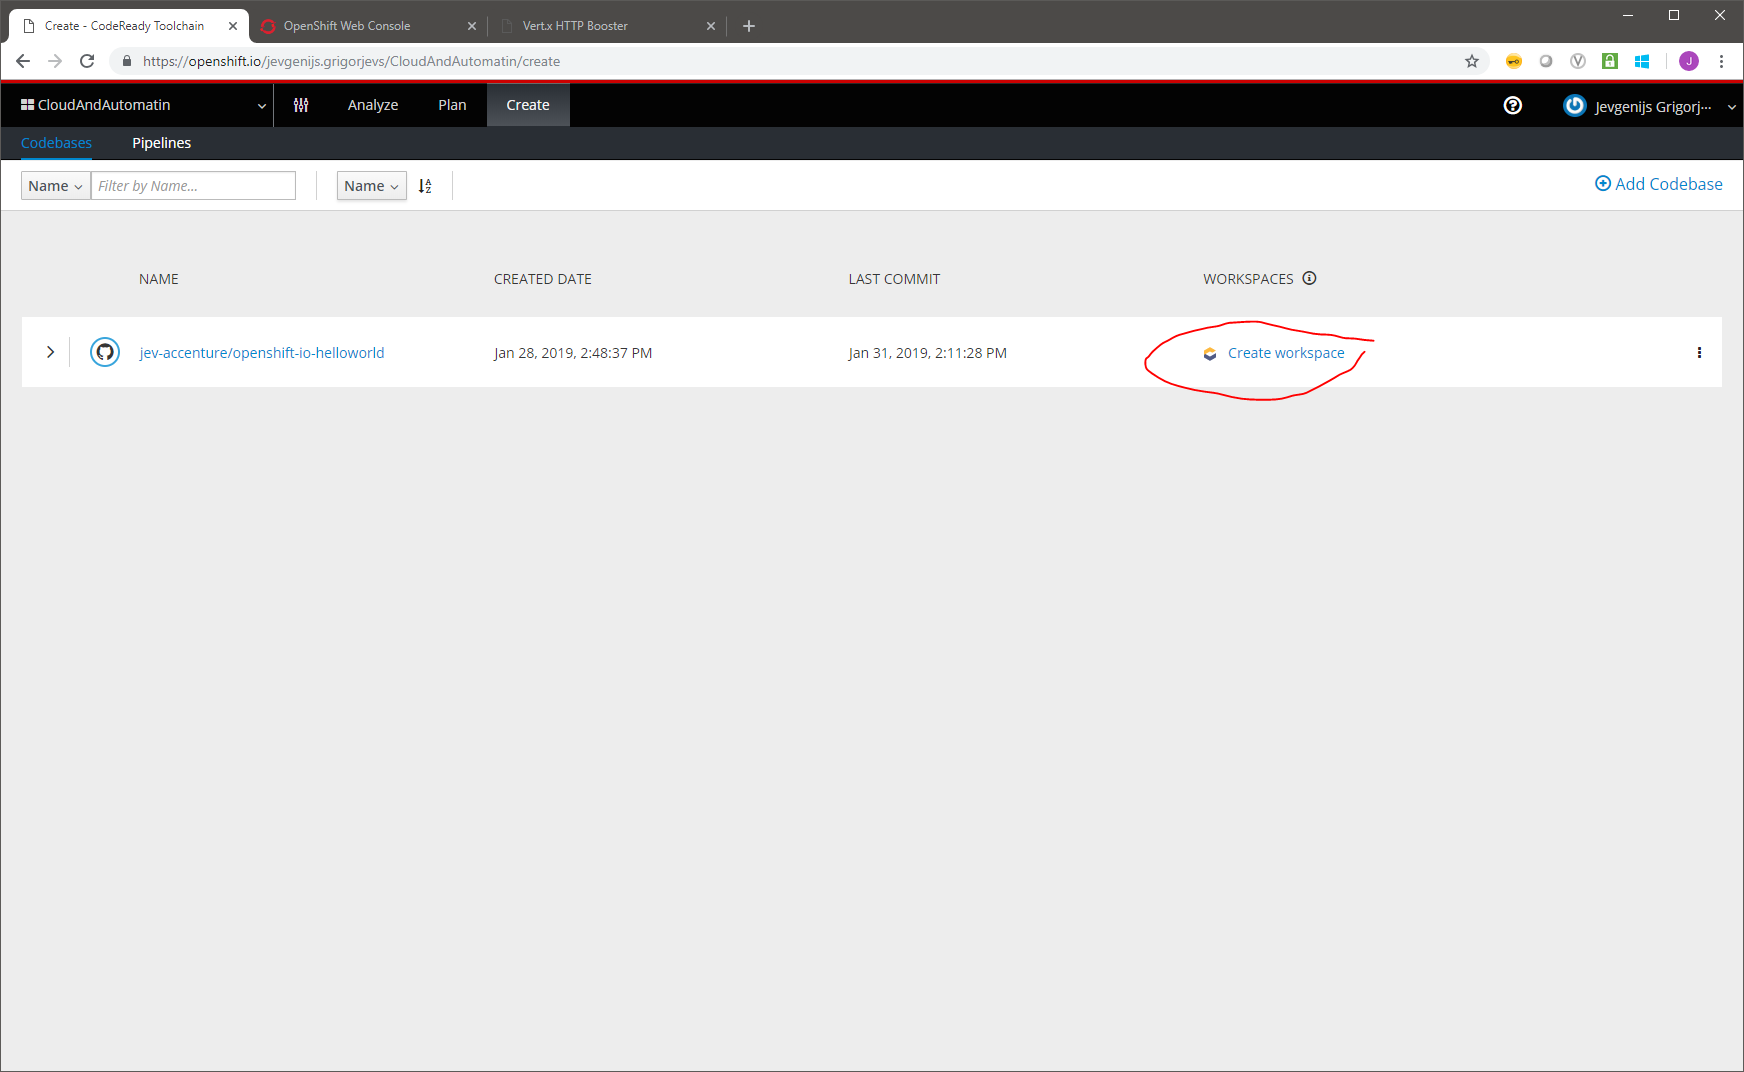 Create - CodeReady Toolchain
OpenShift Web Console
Vert.x HTTP Booster
https://openshift.io/jevgenijs.grigorjevs/CloudAndAutomatin/create
V
J
CloudAndAutomatin
Analyze
Plan
Create
Jevgenijs Grigorj...
Codebases
Pipelines
Name
Filter by Name...
Name
Add Codebase
NAME
CREATED DATE
LAST COMMIT
WORKSPACES
jev-accenture/openshift-io-helloworld
Jan 28, 2019, 2:48:37 PM
Jan 31, 2019, 2:11:28 PM
Create workspace